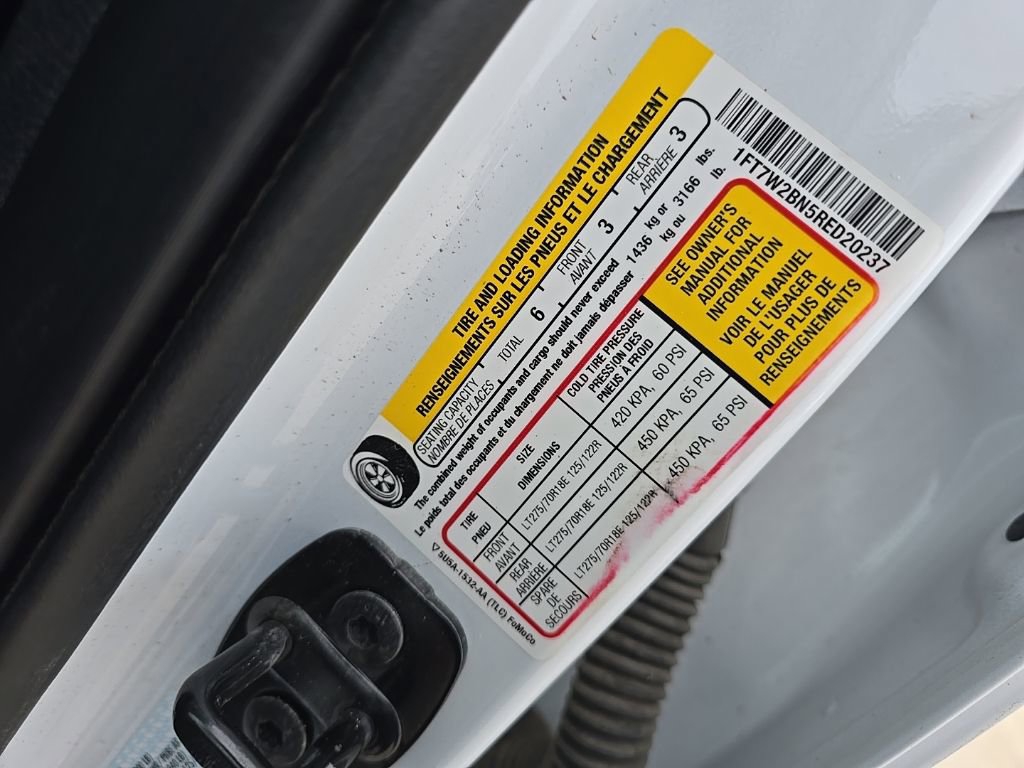 TIRE AND LOADING INFORMATION
RENSEIGNEMENTS SUR LES PNEUS ET LE CHARGEMENT
SEATING CAPACITY
NOMBRE DE PLACES
TOTAL 6
FRONT
AVANT
3
REAR
ARRIÈRE
3
The combined weight of occupants and cargo should never exceed 1436 kg or 3166 lbs.
Le poids total des occupants et du chargement ne doit jamais dépasser kg ou lb.
TIRE
PNEU
SIZE
DIMENSIONS
COLD TIRE PRESSURE
PRESSION DES
PNEUS À FROID
FRONT
AVANT
LT275/70R18E 125/122R
420 KPA, 60 PSI
REAR
ARRIÈRE
LT275/70R18E 125/122R
450 KPA, 65 PSI
SPARE
DE
SECOURS
LT275/70R18E 125/122R
450 KPA, 65 PSI
SEE OWNER'S
MANUAL FOR
ADDITIONAL
INFORMATION
VOIR LE MANUEL
DE L'USAGER
POUR PLUS DE
RENSEIGNEMENTS
1FT7W2BN5RED20237
5U5A-1532-AA (TLC) FoMoCo